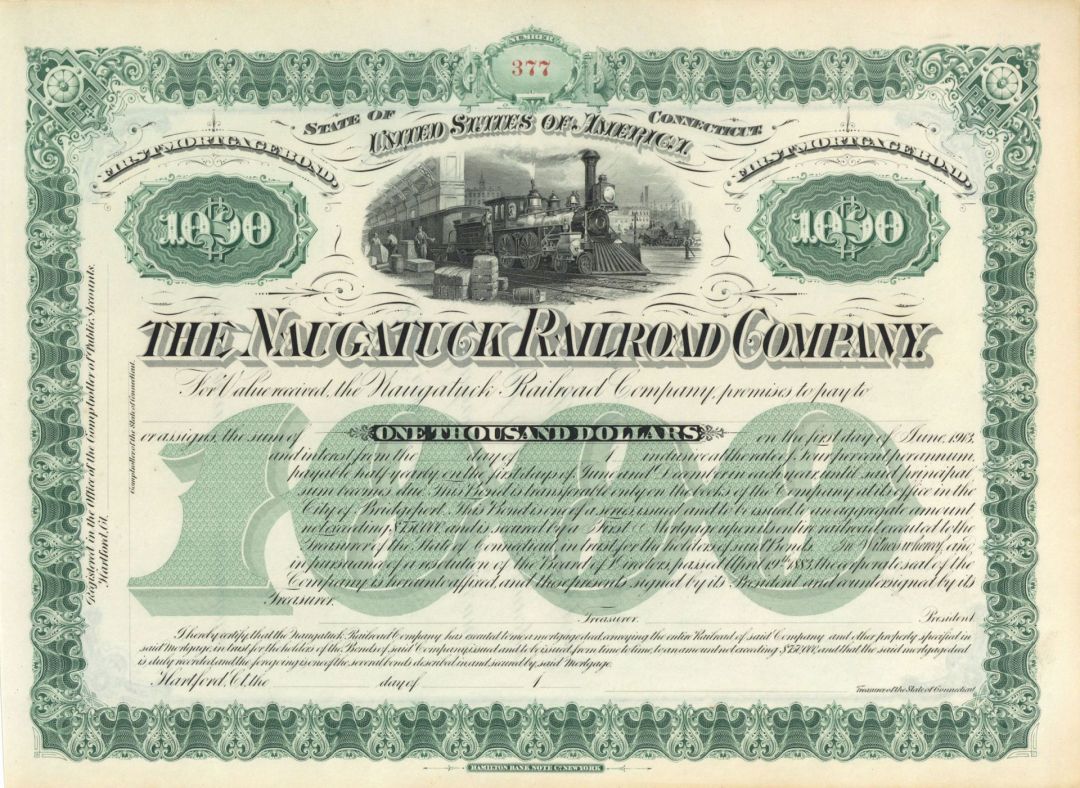 NUMBER
377
STATE OF CONNECTICUT.
UNITED STATES OF AMERICA.
FIRST MORTGAGE BOND.
FIRST MORTGAGE BOND.
$1000
$1000
THE NAUGATUCK RAILROAD COMPANY.
For Value received, the Naugatuck Railroad Company, promises to pay to
or assigns, the sum of ONE THOUSAND DOLLARS on the first day of June, 1913,
and interest from the day of 1 inclusive at the rate of Four per cent per annum,
payable half yearly on the first days of June and December in each year until said principal
sum becomes due. This Bond is transferable only on the books of the Company at its office in the
City of Bridgeport. This Bond is one of a series issued and to be issued to an aggregate amount
not exceeding and is secured by a First Mortgage upon its entire railroad executed to the
Treasurer of the State of Connecticut, in trust for the holders of said Bonds. In Witness whereof, and
in pursuance of a resolution of the Board of Directors, passed April 19th 1883, the corporate seal of the
Company is hereunto affixed, and these presents signed by its President and countersigned by its
Treasurer.
1000
Treasurer. President
I hereby certify, that the Naugatuck Railroad Company has executed to me a mortgage deed, conveying the entire Railroad of said Company and other property specified in
said Mortgage, in trust for the holders of the Bonds of said Company issued and to be issued from time to time, to an amount not exceeding and that the said mortgage deed
is duly recorded, and the foregoing is one of the several bonds described in and secured by said Mortgage.
Hartford, Ct. the day of 1
Treasurer of the State of Connecticut
Registered in the Office of the Comptroller of Public Accounts.
Hartford, Ct.
Comptroller of the State of Connecticut.
HAMILTON BANK NOTE CO. NEW YORK